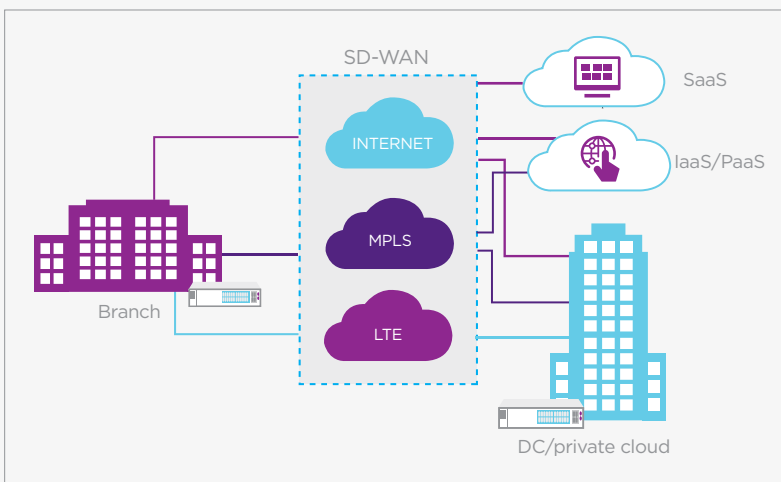 SD-WAN
SaaS
INTERNET
IaaS/PaaS
MPLS
Branch
LTE
DC/private cloud